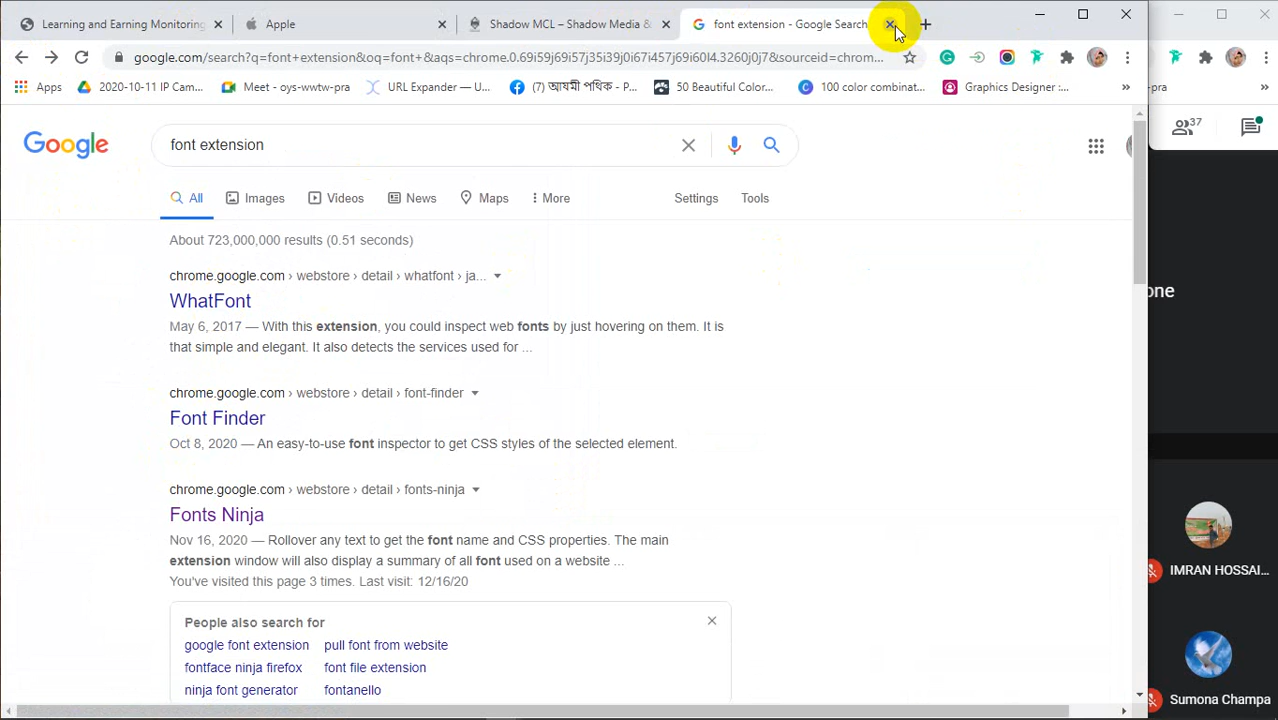 Learning and Earning Monitoring
Apple
Shadow MCL – Shadow Media &
font extension - Google Search
google.com/search?q=font+extension&oq=font+&aqs=chrome.0.69i59j69i57j35i39j0i67i457j69i60l4.3260j0j7&sourceid=chrom...
Apps
2020-10-11 IP Cam...
Meet - oys-wwtw-pra
URL Expander — U...
(7) আযমী পথিক - P...
50 Beautiful Color...
100 color combinat...
Graphics Designer :...
»
-pra
»
Google
font extension
37
All
Images
Videos
News
Maps
More
Settings
Tools
About 723,000,000 results (0.51 seconds)
chrome.google.com › webstore › detail › whatfont › ja...
WhatFont
May 6, 2017 — With this extension, you could inspect web fonts by just hovering on them. It is
that simple and elegant. It also detects the services used for ...
one
chrome.google.com › webstore › detail › font-finder
Font Finder
Oct 8, 2020 — An easy-to-use font inspector to get CSS styles of the selected element.
chrome.google.com › webstore › detail › fonts-ninja
Fonts Ninja
Nov 16, 2020 — Rollover any text to get the font name and CSS properties. The main
extension window will also display a summary of all font used on a website ...
You've visited this page 3 times. Last visit: 12/16/20
IMRAN HOSSAI...
People also search for
google font extension
pull font from website
fontface ninja firefox
font file extension
ninja font generator
fontanello
Sumona Champa